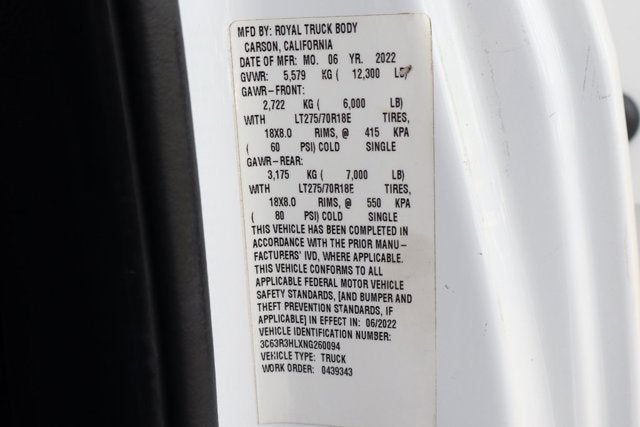 MFD BY: ROYAL TRUCK BODY
CARSON, CALIFORNIA
DATE OF MFR: MO. 06 YR. 2022
GVWR: 5,579 KG ( 12,300 LB)
GAWR-FRONT:
2,722 KG ( 6,000 LB)
WITH LT275/70R18E TIRES,
18X8.0 RIMS, @ 415 KPA
( 60 PSI) COLD SINGLE
GAWR-REAR:
3,175 KG ( 7,000 LB)
WITH LT275/70R18E TIRES,
18X8.0 RIMS, @ 550 KPA
( 80 PSI) COLD SINGLE
THIS VEHICLE HAS BEEN COMPLETED IN
ACCORDANCE WITH THE PRIOR MANU-
FACTURERS' IVD, WHERE APPLICABLE.
THIS VEHICLE CONFORMS TO ALL
APPLICABLE FEDERAL MOTOR VEHICLE
SAFETY STANDARDS, [AND BUMPER AND
THEFT PREVENTION STANDARDS, IF
APPLICABLE] IN EFFECT IN: 06/2022
VEHICLE IDENTIFICATION NUMBER:
3C63R3HLXNG260094
VEHICLE TYPE: TRUCK
WORK ORDER: 0439343